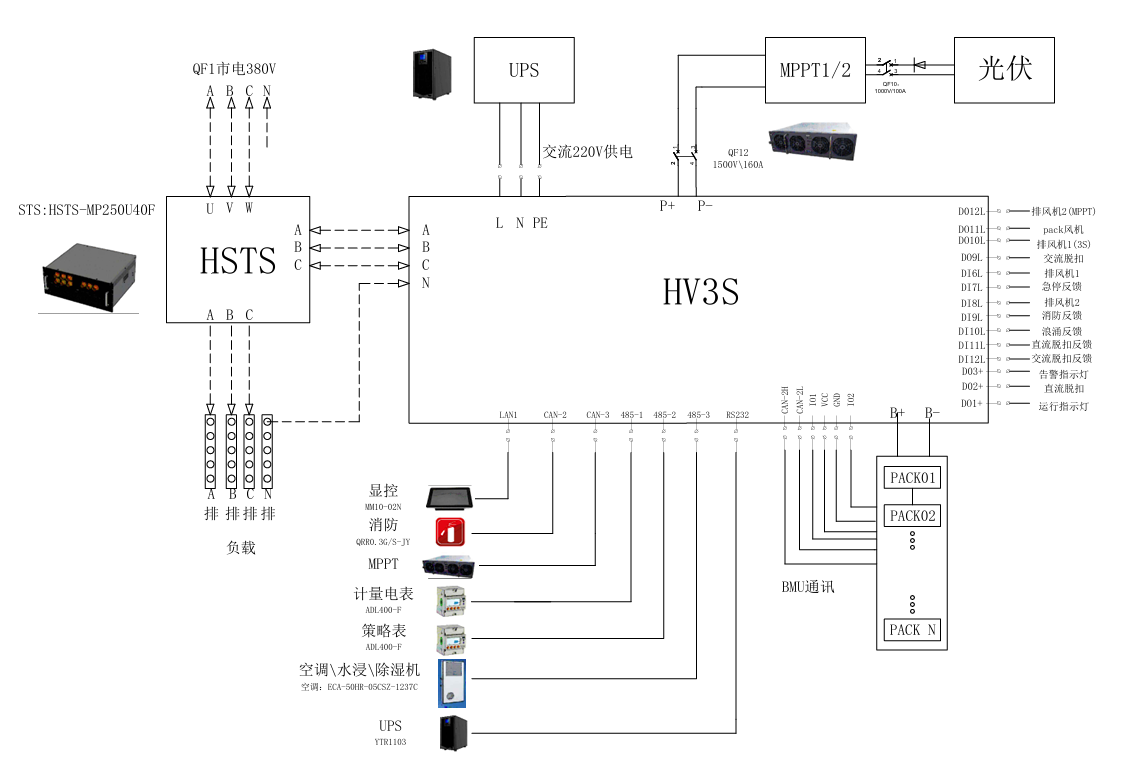 QF1市电380V
A B C N
UPS
MPPT1/2
2 1
4 3
QF10:
1000V/100A
光伏
交流220V供电
2 1
4 3
QF12
1500V\160A
STS:HSTS-MP250U40F
U V W
HSTS
A
B
C
A B C
A
B
C
N
L N PE
P+ P-
HV3S
DO12L 排风机2(MPPT)
DO11L pack风机
DO10L 排风机1(3S)
DO9L 交流脱扣
DI6L 排风机1
DI7L 急停反馈
DI8L 排风机2
DI9L 消防反馈
DI10L 浪涌反馈
DI11L 直流脱扣反馈
DI12L 交流脱扣反馈
DO3+ 告警指示灯
DO2+ 直流脱扣
DO1+ 运行指示灯
LAN1 CAN-2 CAN-3 485-1 485-2 485-3 RS232
CAN-2H CAN-2L IO1 VCC GND IO2
B+ B-
A B C N
排 排 排 排
负载
显控
MM10-02N
消防
QRR0.3G/S-JY
MPPT
计量电表
ADL400-F
策略表
ADL400-F
空调\水浸\除湿机
空调: ECA-50HR-05CSZ-1237C
UPS
YTR1103
PACK01
PACK02
PACK N
BMU通讯